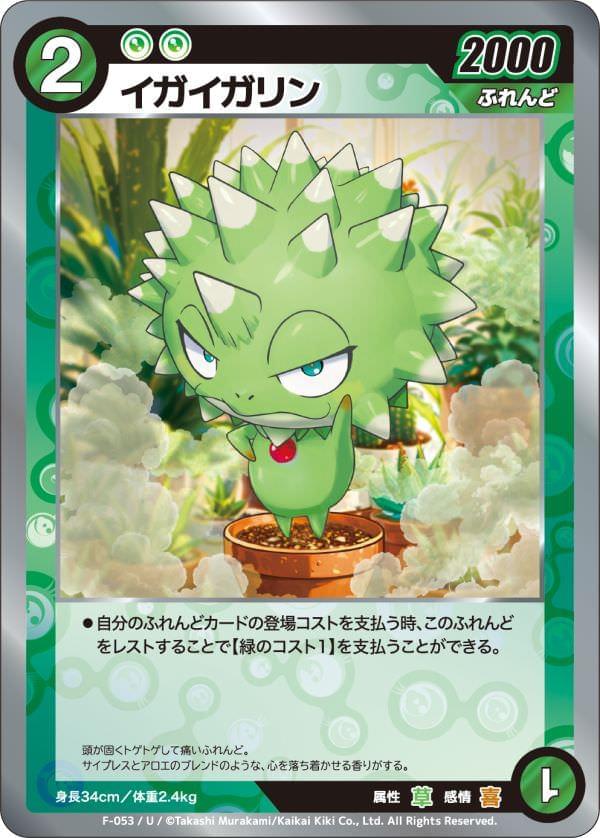 2
2000
イガイガリン
ふれんど
●自分のふれんどカードの登場コストを支払う時、このふれんど
をレストすることで【緑のコスト1】を支払うことができる。
頭が固くトゲトゲして痛いふれんど。
サイプレスとアロエのブレンドのような、心を落ち着かせる香りがする。
身長34cm／体重2.4kg
属性 草 感情 喜
F-053 / U / ©Takashi Murakami/Kaikai Kiki Co., Ltd. All Rights Reserved.